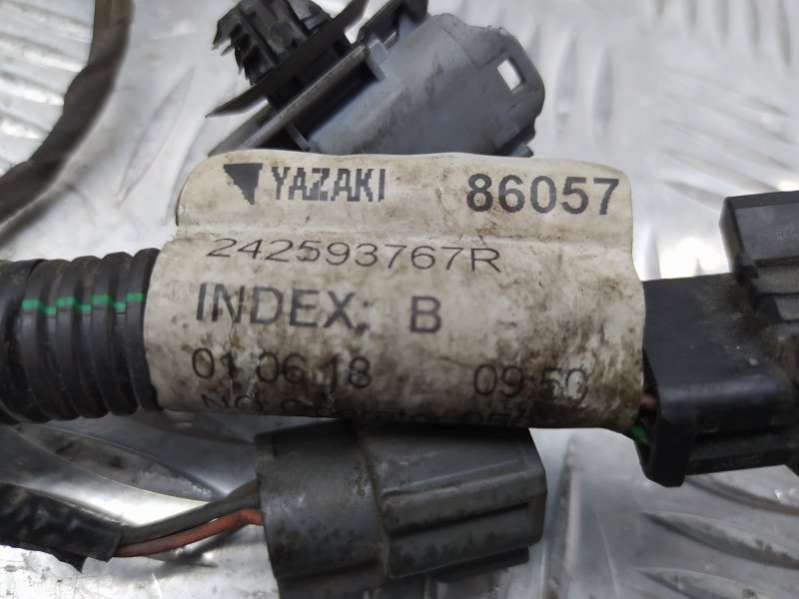 YAZAKI 86057
242593767R
INDEX: B
01.06.18 09:50